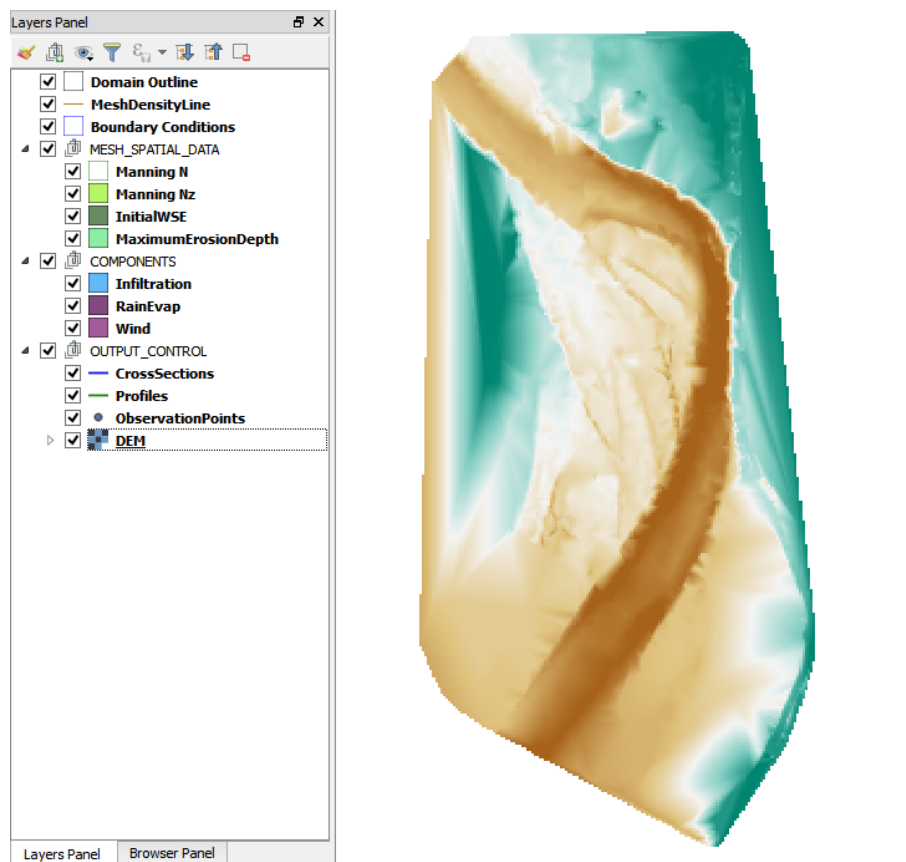 Layers Panel
Domain Outline
MeshDensityLine
Boundary Conditions
MESH_SPATIAL_DATA
Manning N
Manning Nz
InitialWSE
MaximumErosionDepth
COMPONENTS
Infiltration
RainEvap
Wind
OUTPUT_CONTROL
CrossSections
Profiles
ObservationPoints
DEM
Layers Panel Browser Panel